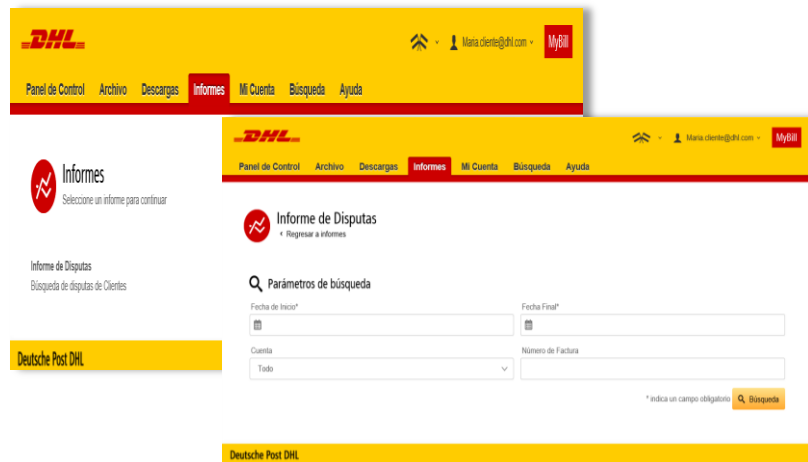 DHL
Maria.cliente@dhl.com
MyBill
Panel de Control Archivo Descargas Informes Mi Cuenta Búsqueda Ayuda
Informes
Seleccione un informe para continuar
Informe de Disputas
Búsqueda de disputas de Clientes
Deutsche Post DHL
DHL
Maria.cliente@dhl.com
MyBill
Panel de Control Archivo Descargas Informes Mi Cuenta Búsqueda Ayuda
Informe de Disputas
Regresar a informes
Parámetros de búsqueda
Fecha de Inicio* Fecha Final*
Cuenta Número de Factura
Todo
* indica un campo obligatorio Búsqueda
Deutsche Post DHL